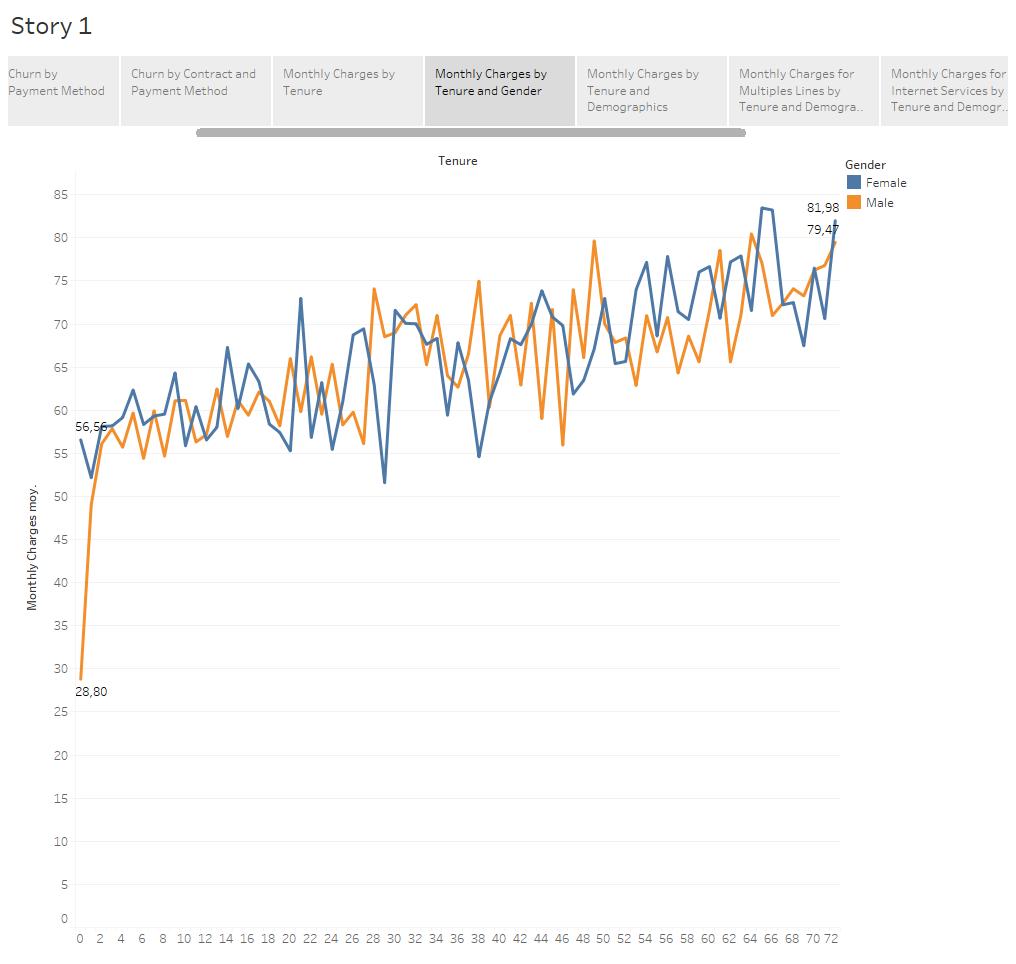 Story 1
Churn by
Payment Method
Churn by Contract and
Payment Method
Monthly Charges by
Tenure
Monthly Charges by
Tenure and Gender
Monthly Charges by
Tenure and
Demographics
Monthly Charges for
Multiples Lines by
Tenure and Demogra..
Monthly Charges for
Internet Services by
Tenure and Demogr..
Tenure
Gender
Female
Male
85
80
75
70
65
60
55
50
45
40
35
30
25
20
15
10
5
0
Monthly Charges moy.
81,98
79,47
56,56
28,80
0 2 4 6 8 10 12 14 16 18 20 22 24 26 28 30 32 34 36 38 40 42 44 46 48 50 52 54 56 58 60 62 64 66 68 70 72